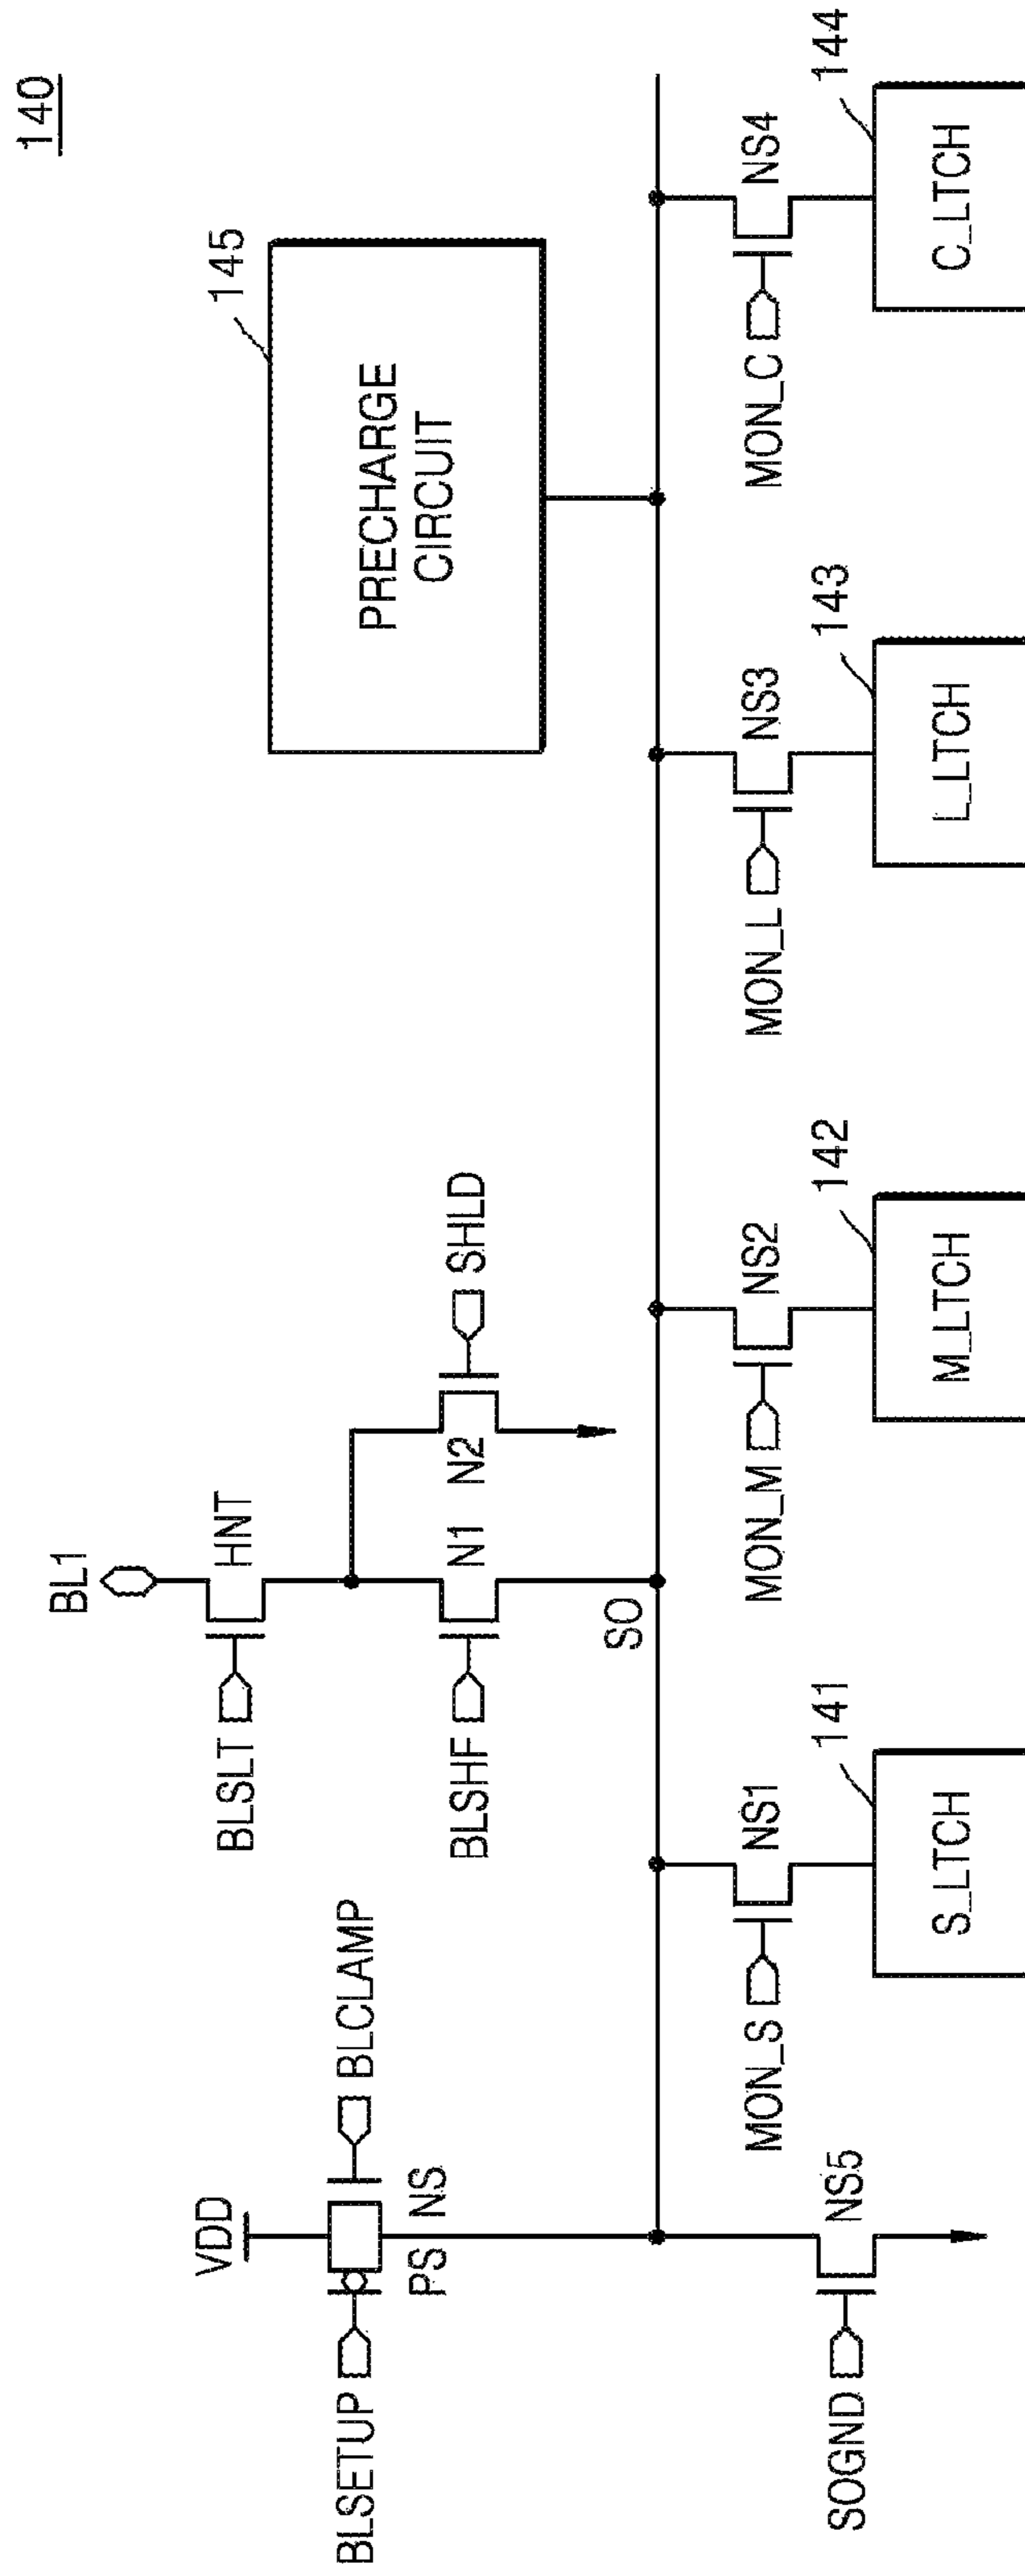 140
145
PRECHARGE
CIRCUIT
BL1
HNT
BLSLT
VDD
BLSETUP
BLCLAMP
PS
NS
BLSHF
N1
N2
SHLD
SO
SOGND
NS5
MON_S
NS1
141
S_LTCH
MON_M
NS2
142
M_LTCH
MON_L
NS3
143
L_LTCH
MON_C
NS4
144
C_LTCH